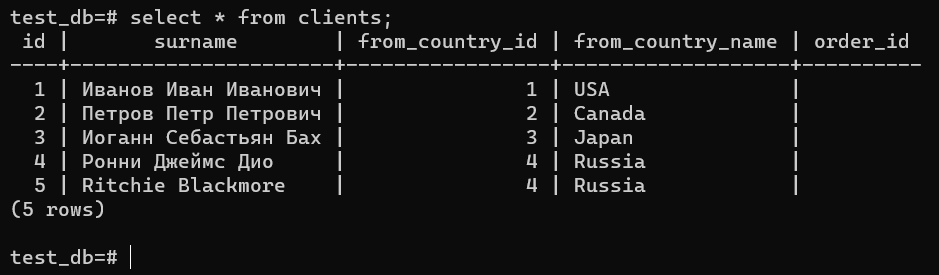 test_db=# select * from clients;
 id |       surname        | from_country_id | from_country_name | order_id
----+----------------------+-----------------+-------------------+----------
  1 | Иванов Иван Иванович |               1 | USA               |
  2 | Петров Петр Петрович |               2 | Canada            |
  3 | Иоганн Себастьян Бах |               3 | Japan             |
  4 | Ронни Джеймс Дио     |               4 | Russia            |
  5 | Ritchie Blackmore    |               4 | Russia            |
(5 rows)
test_db=#